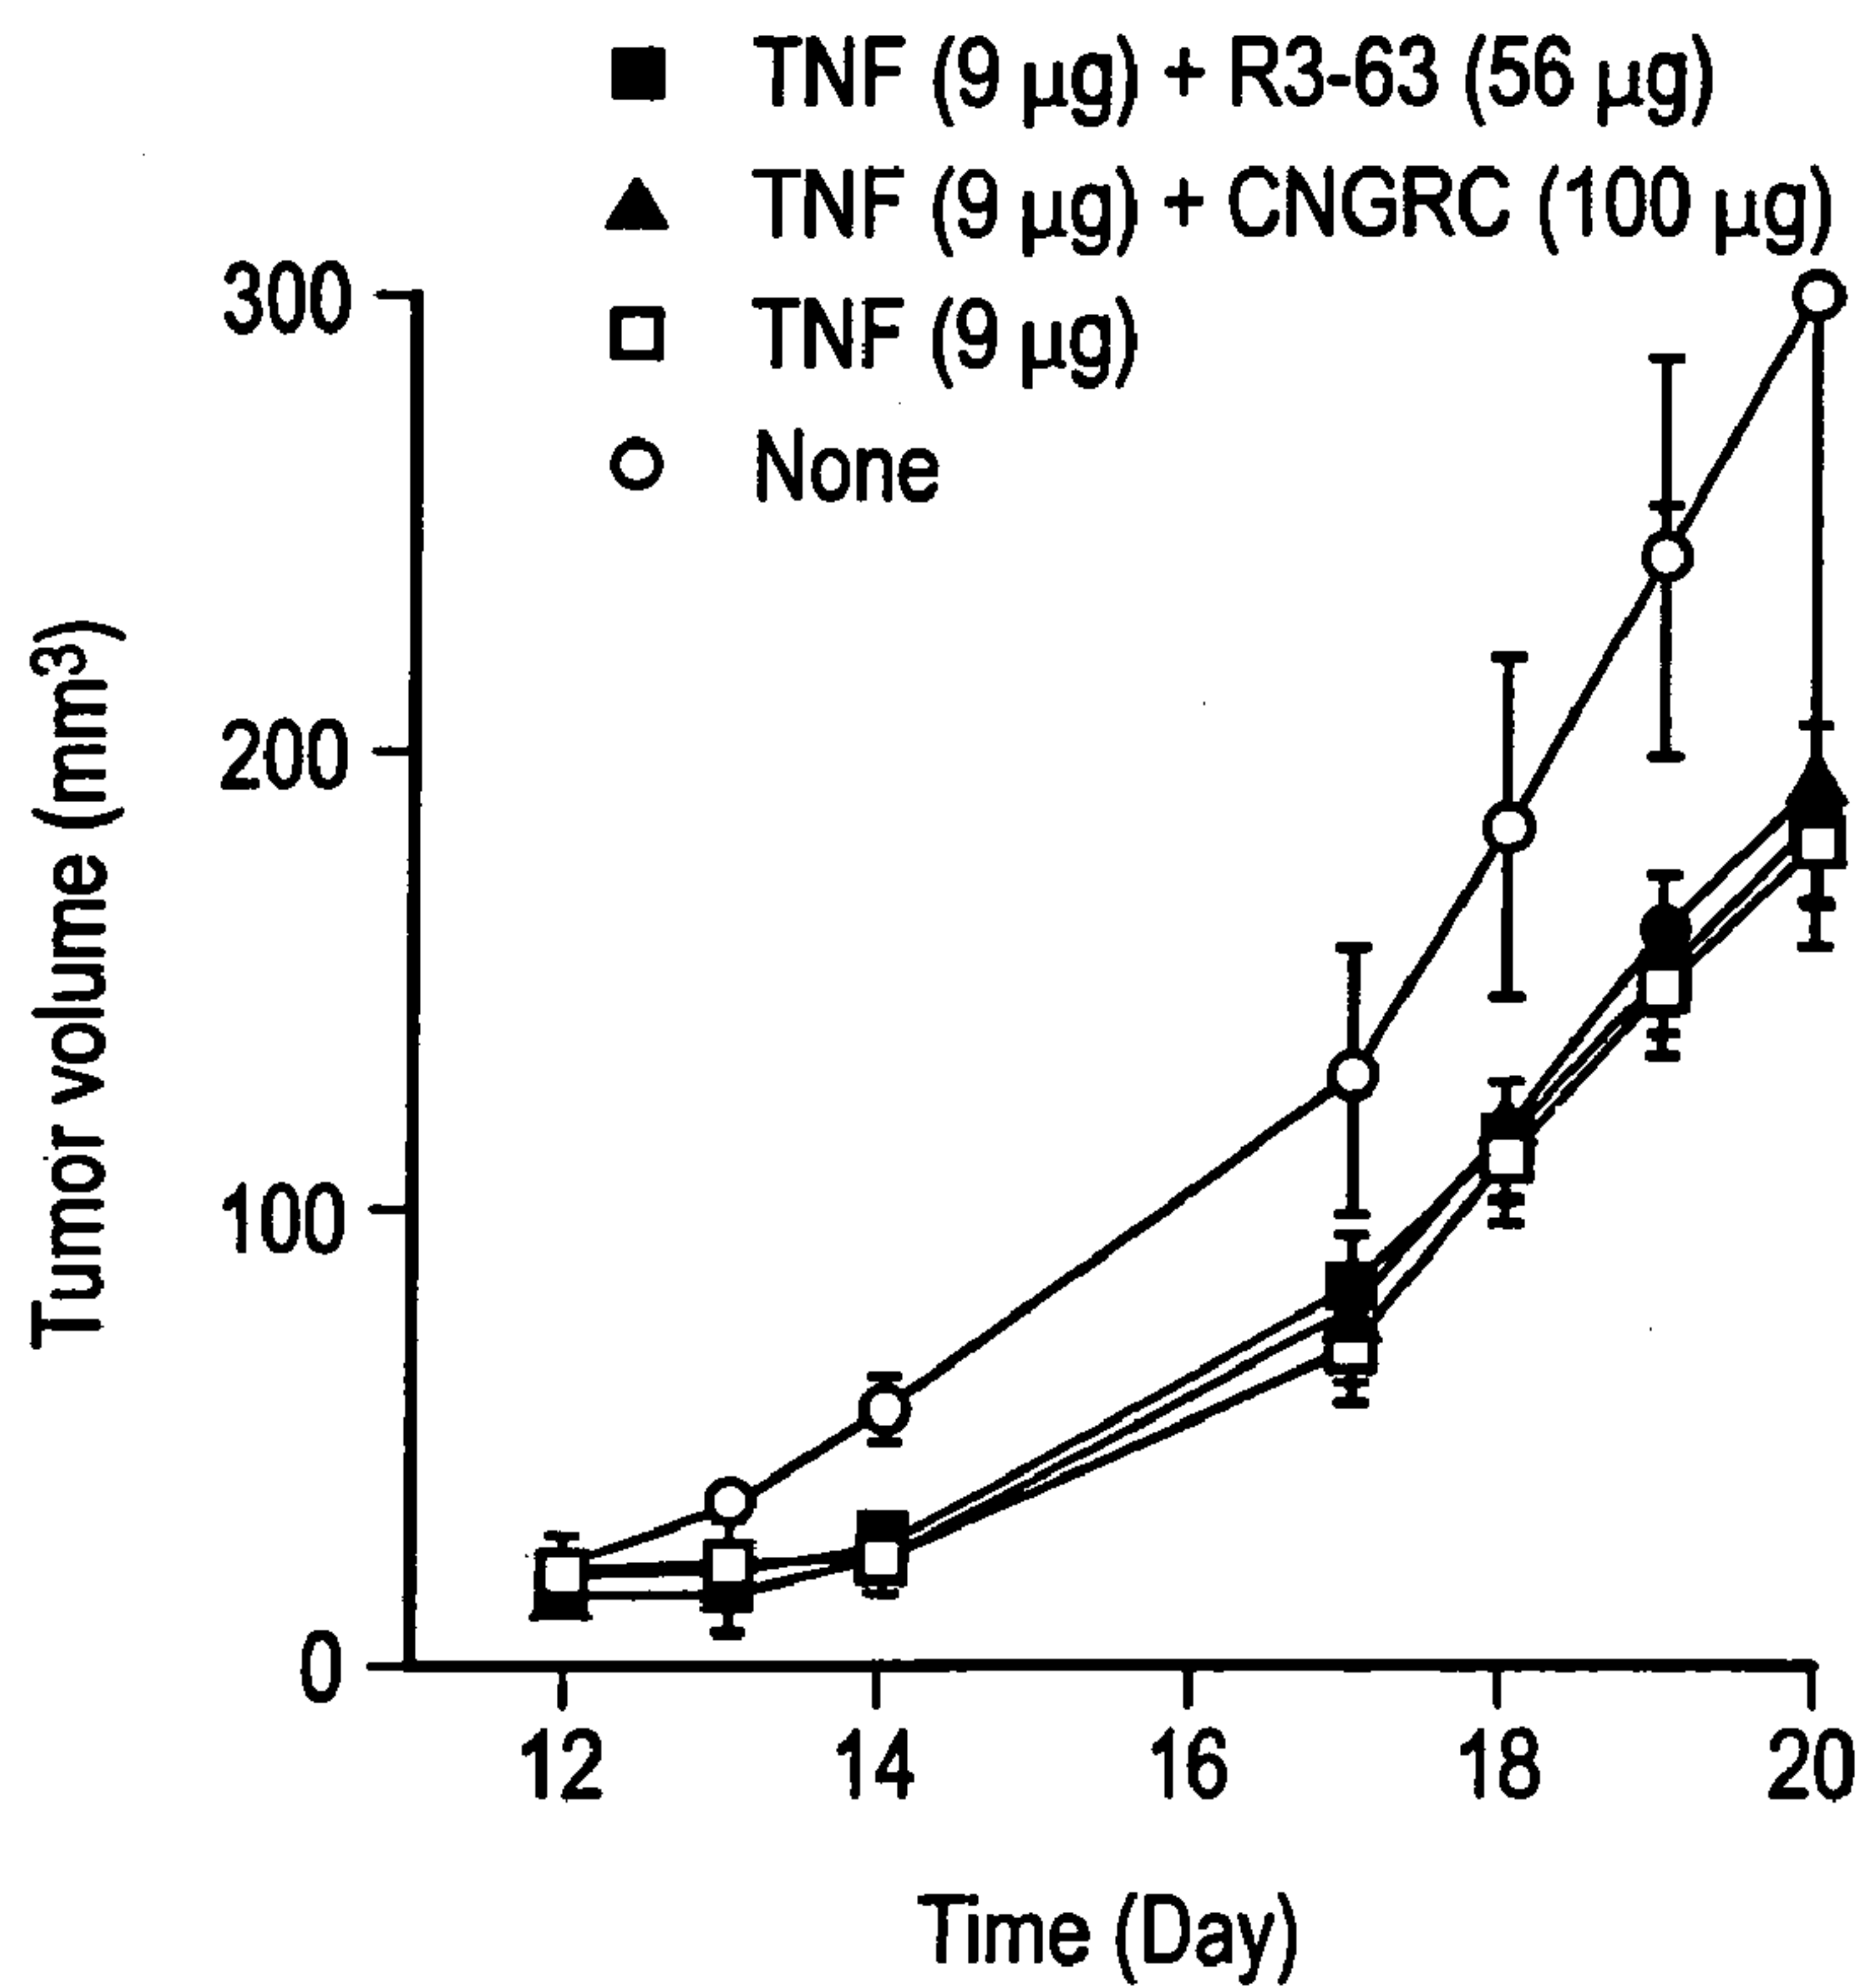 TNF (9 µg) + R3-63 (56 µg)
TNF (9 µg) + CNGRC (100 µg)
TNF (9 µg)
None
300
200
100
0
Tumor volume (mm³)
12 14 16 18 20
Time (Day)